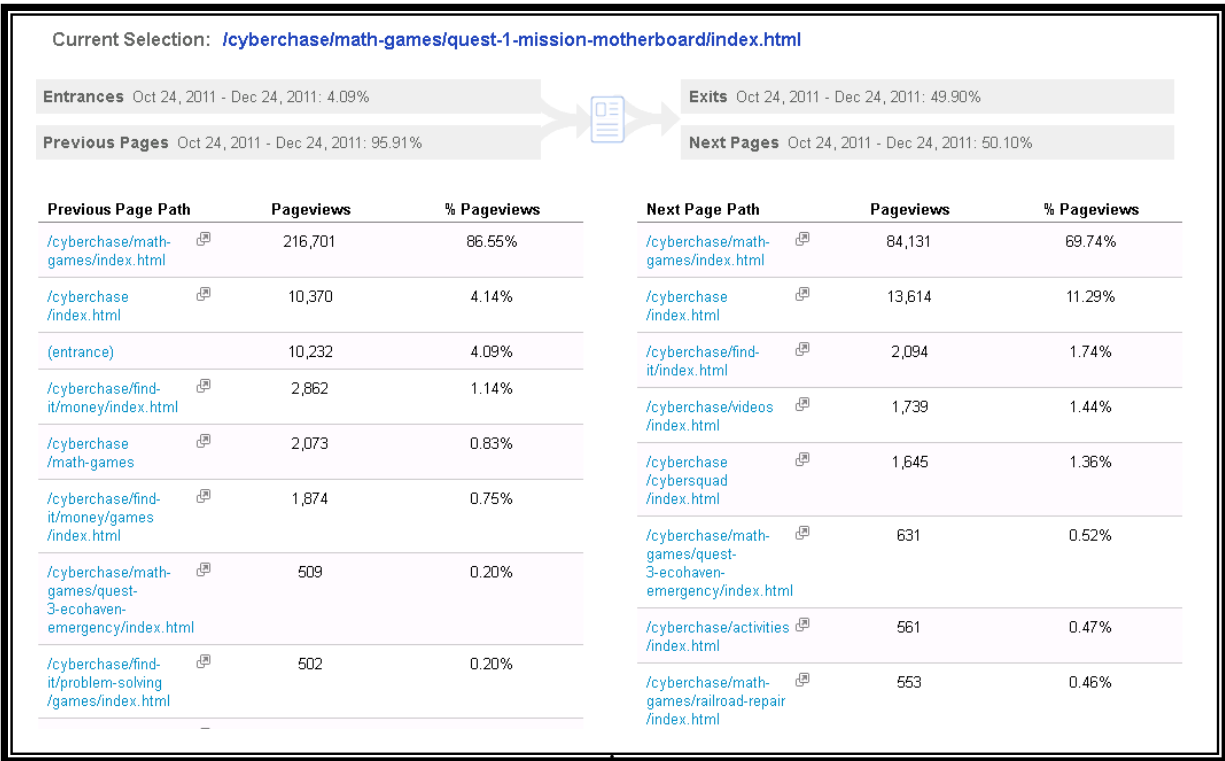 Current Selection: /cyberchase/math-games/quest-1-mission-motherboard/index.html
Entrances Oct 24, 2011 - Dec 24, 2011: 4.09%
Previous Pages Oct 24, 2011 - Dec 24, 2011: 95.91%
Exits Oct 24, 2011 - Dec 24, 2011: 49.90%
Next Pages Oct 24, 2011 - Dec 24, 2011: 50.10%
Previous Page Path Pageviews % Pageviews
/cyberchase/math- 216,701 86.55%
games/index.html
/cyberchase 10,370 4.14%
/index.html
(entrance) 10,232 4.09%
/cyberchase/find- 2,862 1.14%
it/money/index.html
/cyberchase 2,073 0.83%
/math-games
/cyberchase/find- 1,874 0.75%
it/money/games
/index.html
/cyberchase/math- 509 0.20%
games/quest-
3-ecohaven-
emergency/index.html
/cyberchase/find- 502 0.20%
it/problem-solving
/games/index.html
Next Page Path Pageviews % Pageviews
/cyberchase/math- 84,131 69.74%
games/index.html
/cyberchase 13,614 11.29%
/index.html
/cyberchase/find- 2,094 1.74%
it/index.html
/cyberchase/videos 1,739 1.44%
/index.html
/cyberchase 1,645 1.36%
/cybersquad
/index.html
/cyberchase/math- 631 0.52%
games/quest-
3-ecohaven-
emergency/index.html
/cyberchase/activities 561 0.47%
/index.html
/cyberchase/math- 553 0.46%
games/railroad-repair
/index.html